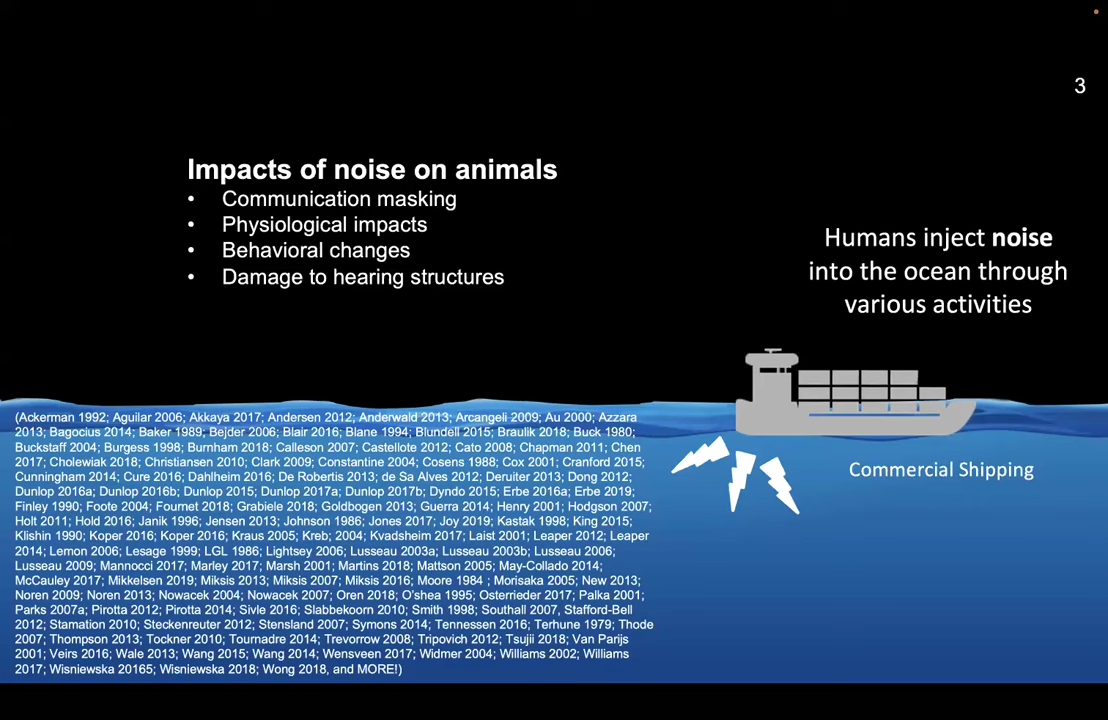 3
Impacts of noise on animals
• Communication masking
• Physiological impacts
• Behavioral changes
• Damage to hearing structures
Humans inject noise
into the ocean through
various activities
Commercial Shipping
(Ackerman 1992; Aguilar 2006; Akkaya 2017; Andersen 2012; Anderwald 2013; Arcangeli 2009; Au 2000; Azzara
2013; Bagocius 2014; Baker 1989; Bejder 2006; Blair 2016; Blane 1994; Blundell 2015; Braulik 2018; Buck 1980;
Buckstaff 2004; Burgess 1998; Burnham 2018; Calleson 2007; Castellote 2012; Cato 2008; Chapman 2011; Chen
2017; Cholewiak 2018; Christiansen 2010; Clark 2009; Constantine 2004; Cosens 1988; Cox 2001; Cranford 2015;
Cunningham 2014; Cure 2016; Dahlheim 2016; De Robertis 2013; de Sa Alves 2012; Deruiter 2013; Dong 2012;
Dunlop 2016a; Dunlop 2016b; Dunlop 2015; Dunlop 2017a; Dunlop 2017b; Dyndo 2015; Erbe 2016a; Erbe 2019;
Finley 1990; Foote 2004; Fournet 2018; Grabiele 2018; Goldbogen 2013; Guerra 2014; Henry 2001; Hodgson 2007;
Holt 2011; Hold 2016; Janik 1996; Jensen 2013; Johnson 1986; Jones 2017; Joy 2019; Kastak 1998; King 2015;
Klishin 1990; Koper 2016; Koper 2016; Kraus 2005; Kreb; 2004; Kvadsheim 2017; Laist 2001; Leaper 2012; Leaper
2014; Lemon 2006; Lesage 1999; LGL 1986; Lightsey 2006; Lusseau 2003a; Lusseau 2003b; Lusseau 2006;
Lusseau 2009; Mannocci 2017; Marley 2017; Marsh 2001; Martins 2018; Mattson 2005; May-Collado 2014;
McCauley 2017; Mikkelsen 2019; Miksis 2013; Miksis 2007; Miksis 2016; Moore 1984 ; Morisaka 2005; New 2013;
Noren 2009; Noren 2013; Nowacek 2004; Nowacek 2007; Oren 2018; O'shea 1995; Osterrieder 2017; Palka 2001;
Parks 2007a; Pirotta 2012; Pirotta 2014; Sivle 2016; Slabbekoorn 2010; Smith 1998; Southall 2007, Stafford-Bell
2012; Stamation 2010; Steckenreuter 2012; Stensland 2007; Symons 2014; Tennessen 2016; Terhune 1979; Thode
2007; Thompson 2013; Tockner 2010; Tournadre 2014; Trevorrow 2008; Tripovich 2012; Tsujii 2018; Van Parijs
2001; Veirs 2016; Wale 2013; Wang 2015; Wang 2014; Wensveen 2017; Widmer 2004; Williams 2002; Williams
2017; Wisniewska 20165; Wisniewska 2018; Wong 2018, and MORE!)